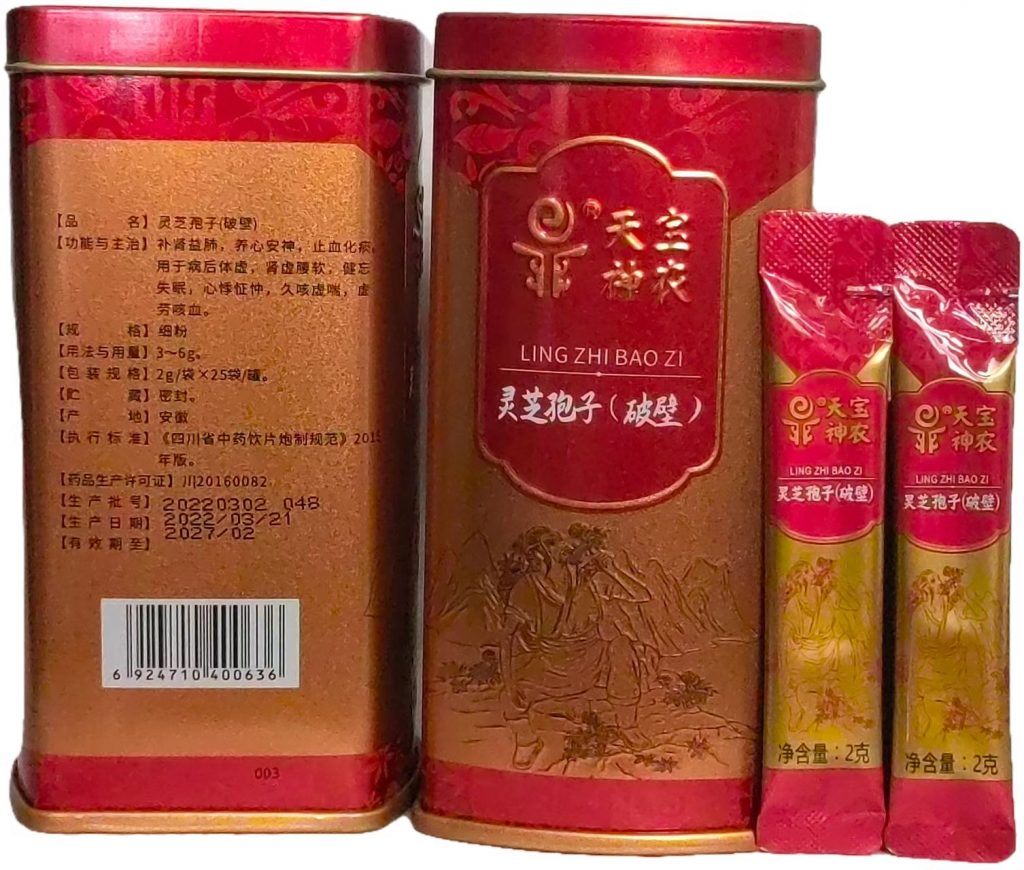 【品名】灵芝孢子(破壁)
【功能与主治】补肾益肺，养心安神，止血化痰，
用于病后体虚，肾虚腰软，健忘
失眠，心悸怔忡，久咳虚喘，虚
劳咳血。
【规格】细粉
【用法与用量】3～6g。
【包装规格】2g/袋×25袋/罐。
【贮藏】密封。
【产地】安徽
【执行标准】《四川省中药饮片炮制规范》2015
年版。
【药品生产许可证】川20160082
【生产批号】20220302 048
【生产日期】2022/03/21
【有效期至】2027/02
6 924710 400636
003
天宝
神农
LING ZHI BAO ZI
灵芝孢子（破壁）
天宝
神农
LING ZHI BAO ZI
灵芝孢子(破壁)
净含量：2克
天宝
神农
LING ZHI BAO ZI
灵芝孢子(破壁)
净含量：2克